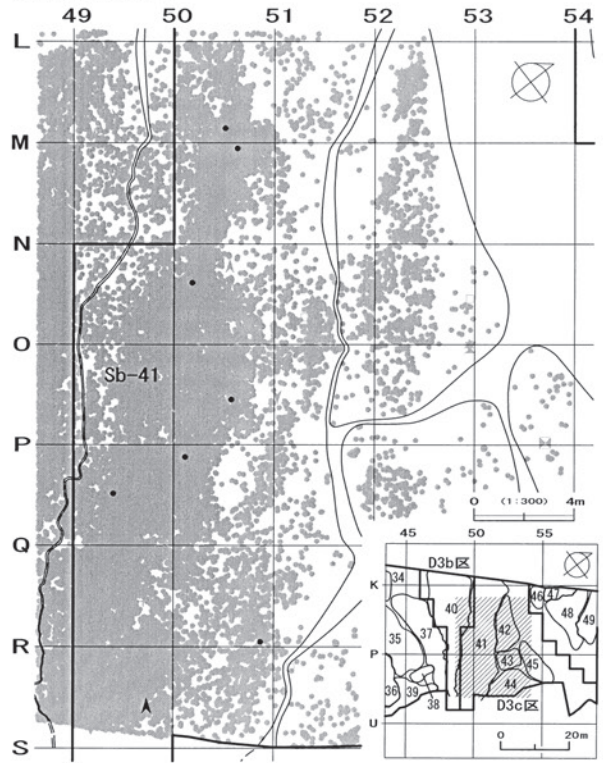 49 50 51 52 53 54
L
M
N
O
Sb-41
P
0 (1:300) 4m
Q
45 50 55
D3b区
K
34
46 47
40
48
49
35
37
42
41
P
43
45
36
39
44
38
D3c区
U
0 20m
R
S